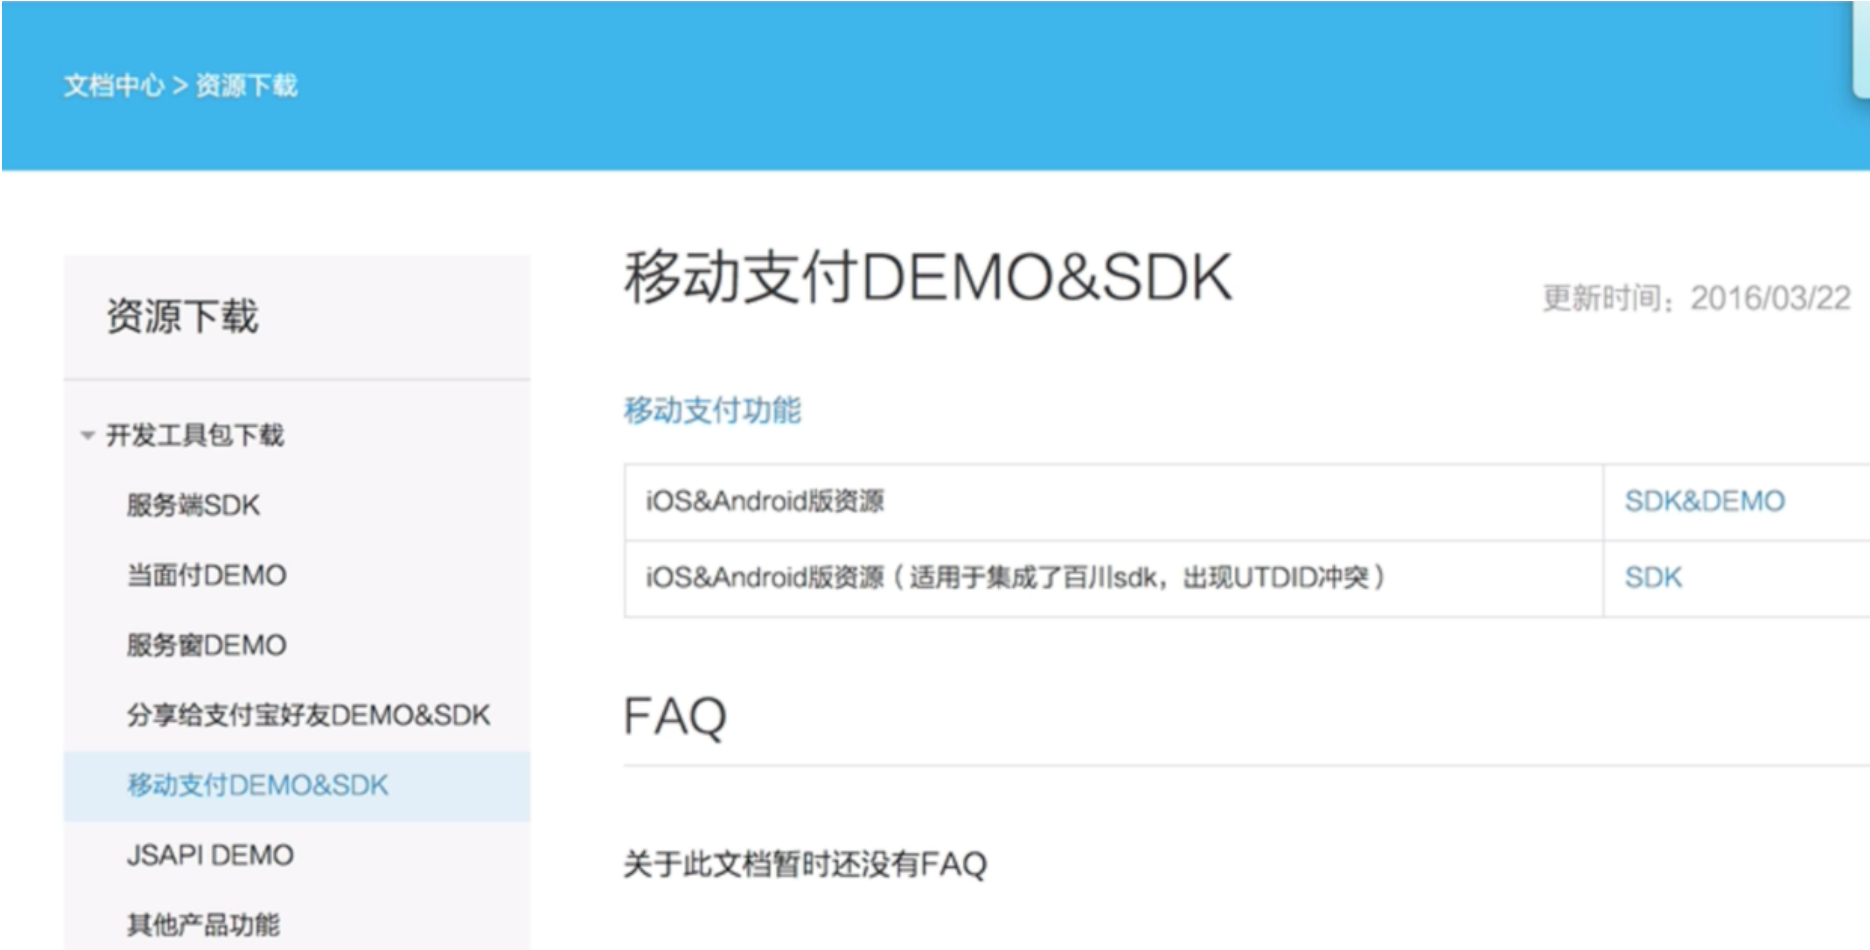 文档中心 > 资源下载
资源下载
开发工具包下载
服务端SDK
当面付DEMO
服务窗DEMO
分享给支付宝好友DEMO&SDK
移动支付DEMO&SDK
JSAPI DEMO
其他产品功能
移动支付DEMO&SDK
更新时间：2016/03/22
移动支付功能
iOS&Android版资源 SDK&DEMO
iOS&Android版资源（适用于集成了百川sdk，出现UTDID冲突） SDK
FAQ
关于此文档暂时还没有FAQ